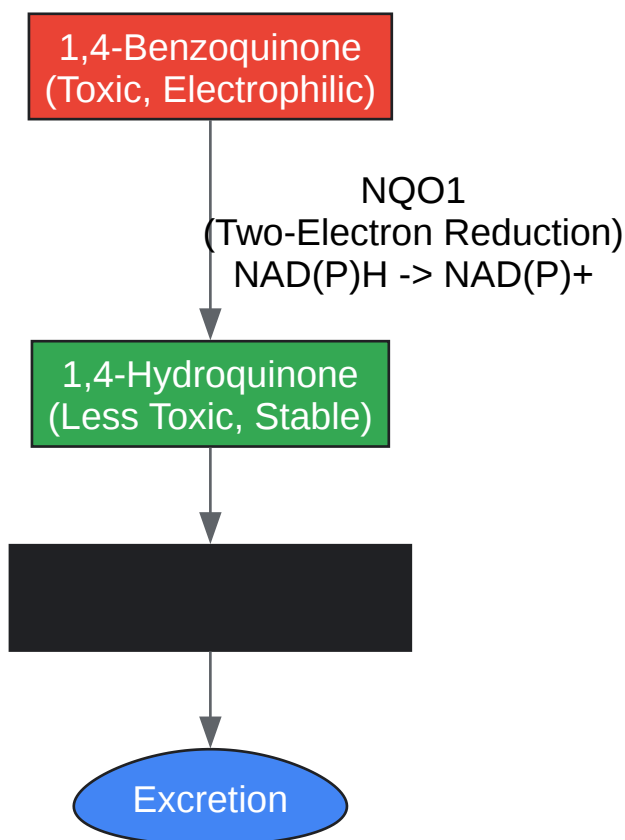 1,4-Benzoquinone
(Toxic, Electrophilic)
NQO1
(Two-Electron Reduction)
NAD(P)H -> NAD(P)+
1,4-Hydroquinone
(Less Toxic, Stable)
Excretion